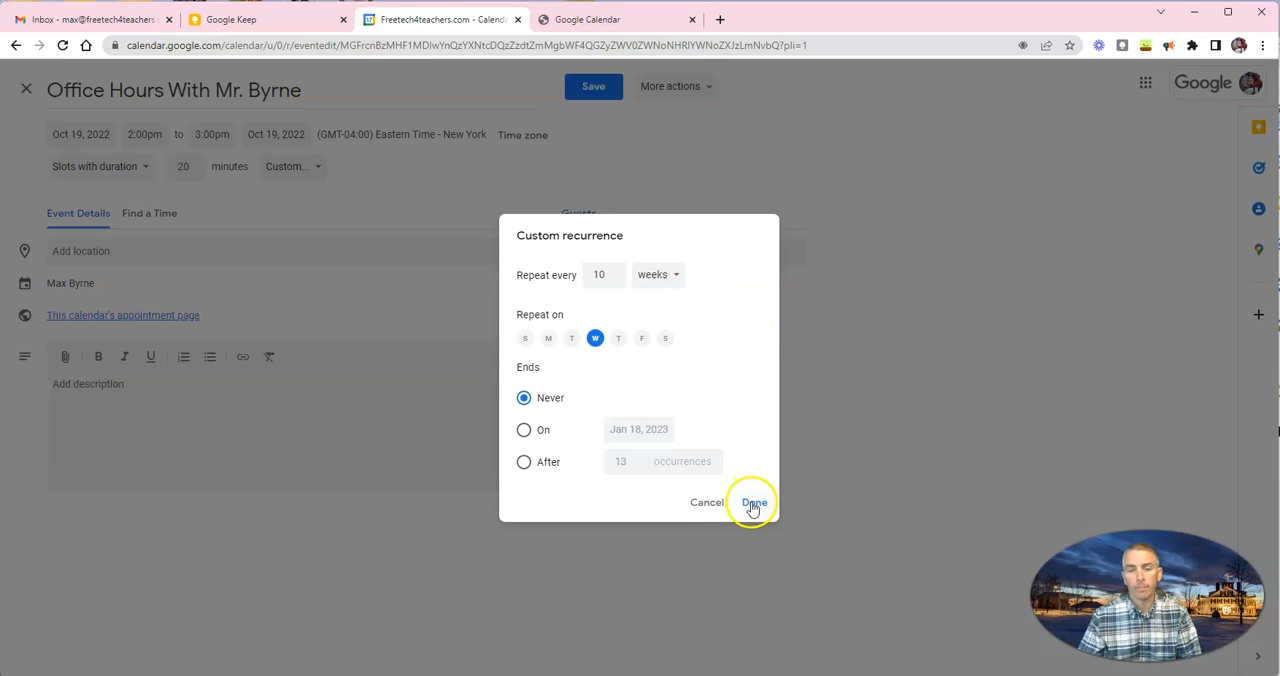 Inbox - max@freetech4teachers.
Google Keep
Freetech4teachers.com - Calenda
Google Calendar
calendar.google.com/calendar/u/0/r/eventedit/MGFrcnBzMHF1MDIwYnQzYXNtcDQzZzdtZmMgbWF4QGZyZWV0ZWNoNHRlYWNoZXJzLmNvbQ?pli=1
Office Hours With Mr. Byrne
Save
More actions
Google
Oct 19, 2022 2:00pm to 3:00pm Oct 19, 2022 (GMT-04:00) Eastern Time - New York Time zone
Slots with duration 20 minutes Custom...
Event Details Find a Time Guests
Add location
Max Byrne
This calendar's appointment page
B I U
Add description
Custom recurrence
Repeat every 10 weeks
Repeat on
S M T W T F S
Ends
Never
On Jan 18, 2023
After 13 occurrences
Cancel Done